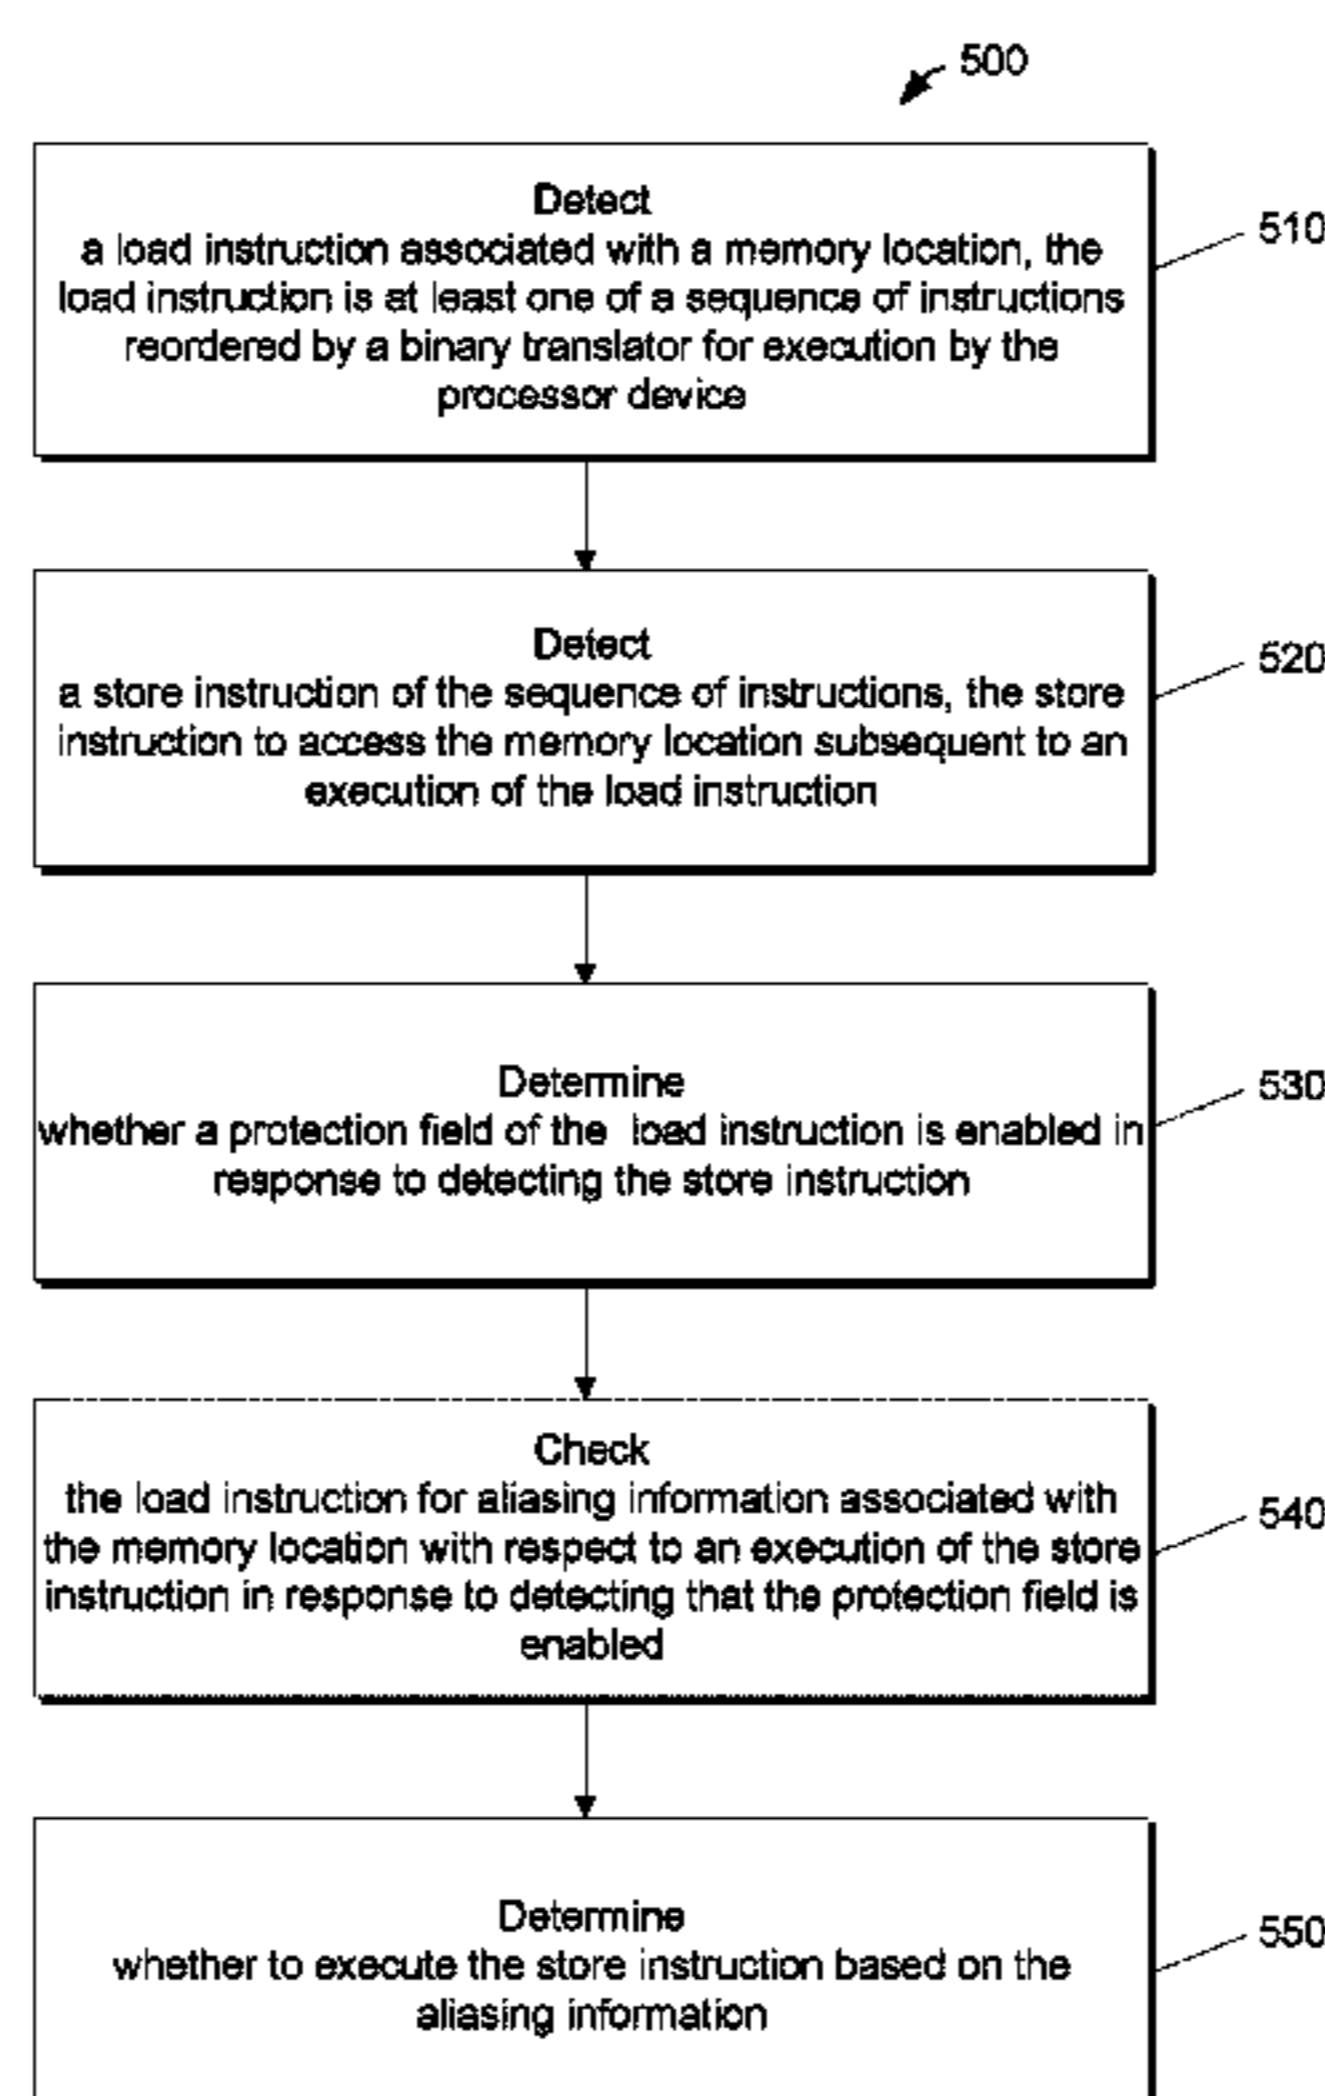 500
Detect
a load instruction associated with a memory location, the
load instruction is at least one of a sequence of instructions
reordered by a binary translator for execution by the
processor device
510
Detect
a store instruction of the sequence of instructions, the store
instruction to access the memory location subsequent to an
execution of the load instruction
520
Determine
whether a protection field of the load instruction is enabled in
response to detecting the store instruction
530
Check
the load instruction for aliasing information associated with
the memory location with respect to an execution of the store
instruction in response to detecting that the protection field is
enabled
540
Determine
whether to execute the store instruction based on the
aliasing information
550